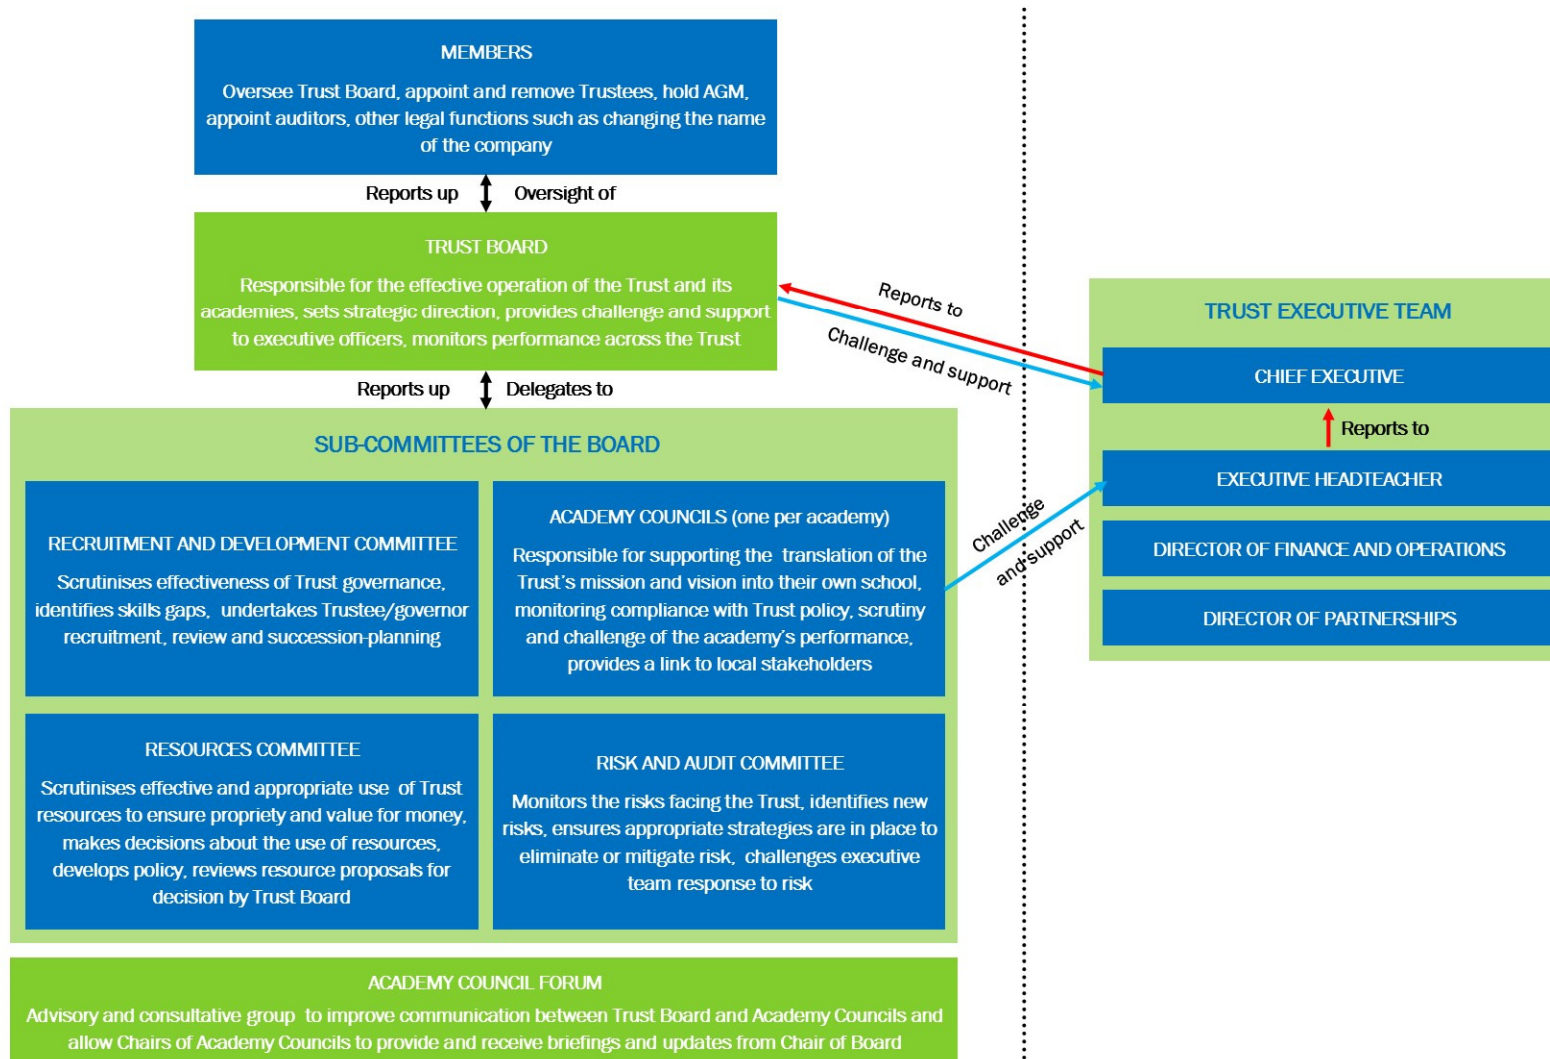 MEMBERS
Oversee Trust Board, appoint and remove Trustees, hold AGM,
appoint auditors, other legal functions such as changing the name
of the company
Reports up
Oversight of
TRUST BOARD
Responsible for the effective operation of the Trust and its
academies, sets strategic direction, provides challenge and support
to executive officers, monitors performance across the Trust
Reports up
Delegates to
SUB-COMMITTEES OF THE BOARD
RECRUITMENT AND DEVELOPMENT COMMITTEE
Scrutinises effectiveness of Trust governance,
identifies skills gaps, undertakes Trustee/governor
recruitment, review and succession-planning
ACADEMY COUNCILS (one per academy)
Responsible for supporting the translation of the
Trust's mission and vision into their own school,
monitoring compliance with Trust policy, scrutiny
and challenge of the academy's performance,
provides a link to local stakeholders
RESOURCES COMMITTEE
Scrutinises effective and appropriate use of Trust
resources to ensure propriety and value for money,
makes decisions about the use of resources,
develops policy, reviews resource proposals for
decision by Trust Board
RISK AND AUDIT COMMITTEE
Monitors the risks facing the Trust, identifies new
risks, ensures appropriate strategies are in place to
eliminate or mitigate risk, challenges executive
team response to risk
ACADEMY COUNCIL FORUM
Advisory and consultative group to improve communication between Trust Board and Academy Councils and
allow Chairs of Academy Councils to provide and receive briefings and updates from Chair of Board
Reports to
Challenge and support
Challenge
and support
TRUST EXECUTIVE TEAM
CHIEF EXECUTIVE
Reports to
EXECUTIVE HEADTEACHER
DIRECTOR OF FINANCE AND OPERATIONS
DIRECTOR OF PARTNERSHIPS